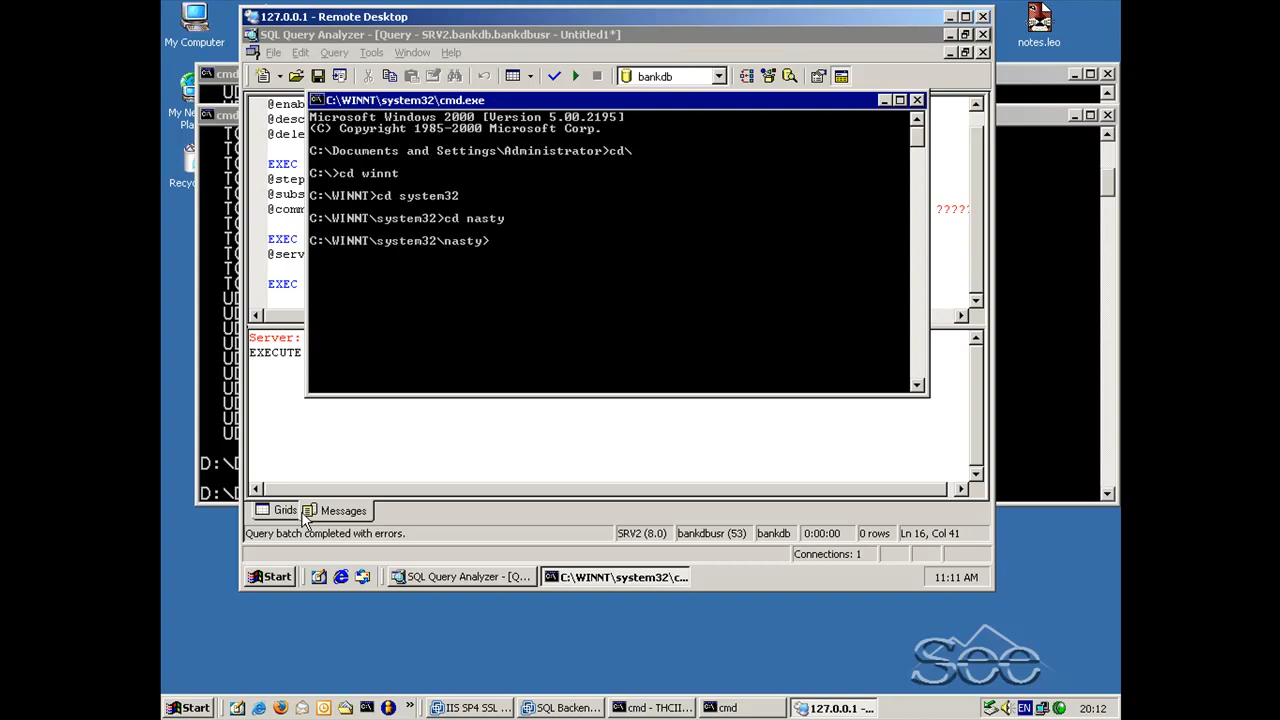 127.0.0.1 - Remote Desktop
SQL Query Analyzer - [Query - SRV2.bankdb.bankdbusr - Untitled1*]
File Edit Query Tools Window Help
bankdb
My Computer
notes.leo
cmd
cmd
My Ne
Pla
Recyc
@enab
@desc
@dele
EXEC
@step
@subs
@comm
?????
EXEC
@serv
EXEC
C:\WINNT\system32\cmd.exe
Microsoft Windows 2000 [Version 5.00.2195]
(C) Copyright 1985-2000 Microsoft Corp.
C:\Documents and Settings\Administrator>cd\
C:\>cd winnt
C:\WINNT>cd system32
C:\WINNT\system32>cd nasty
C:\WINNT\system32\nasty>
Server:
EXECUTE
D:\D
D:\D
Grids Messages
Query batch completed with errors. SRV2 (8.0) bankdbusr (53) bankdb 0:00:00 0 rows Ln 16, Col 41
Connections: 1
Start SQL Query Analyzer - [Q... C:\WINNT\system32\c... 11:11 AM
Start IIS SP4 SSL ... SQL Backen... cmd - THCII... cmd 127.0.0.1 -... EN 20:12